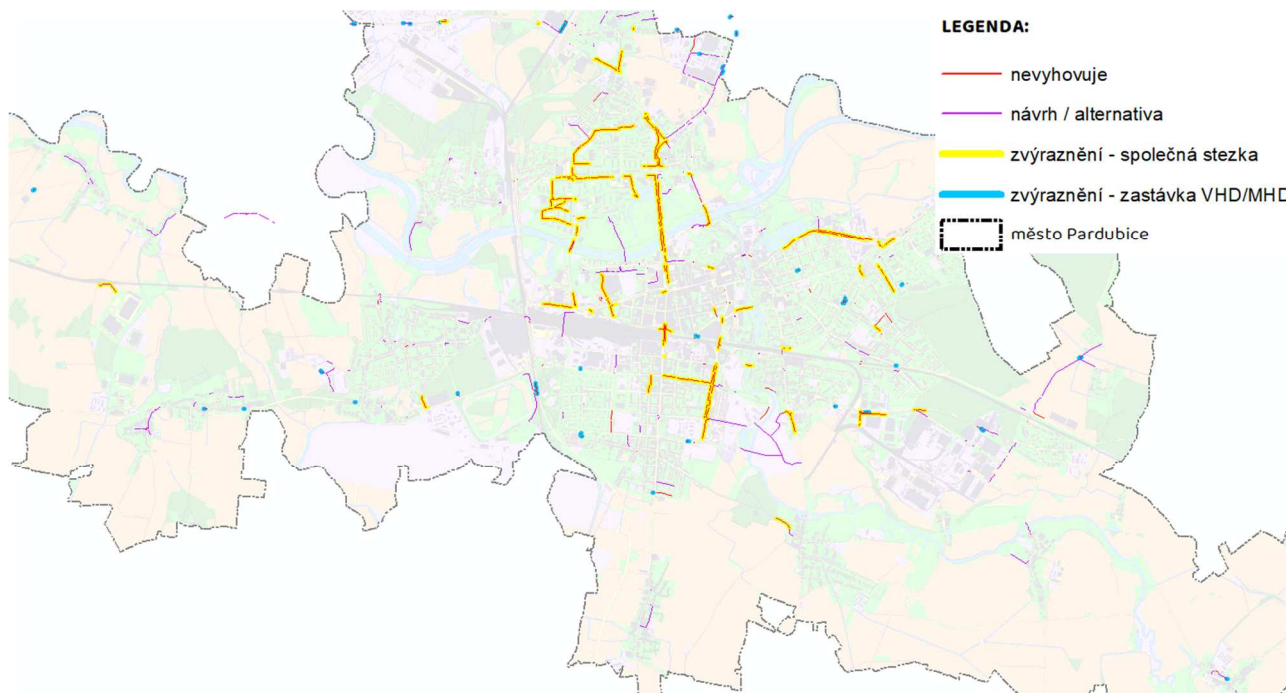 LEGENDA:
nevyhovuje
návrh / alternativa
zvýraznění - společná stezka
zvýraznění - zastávka VHD/MHD
město Pardubice